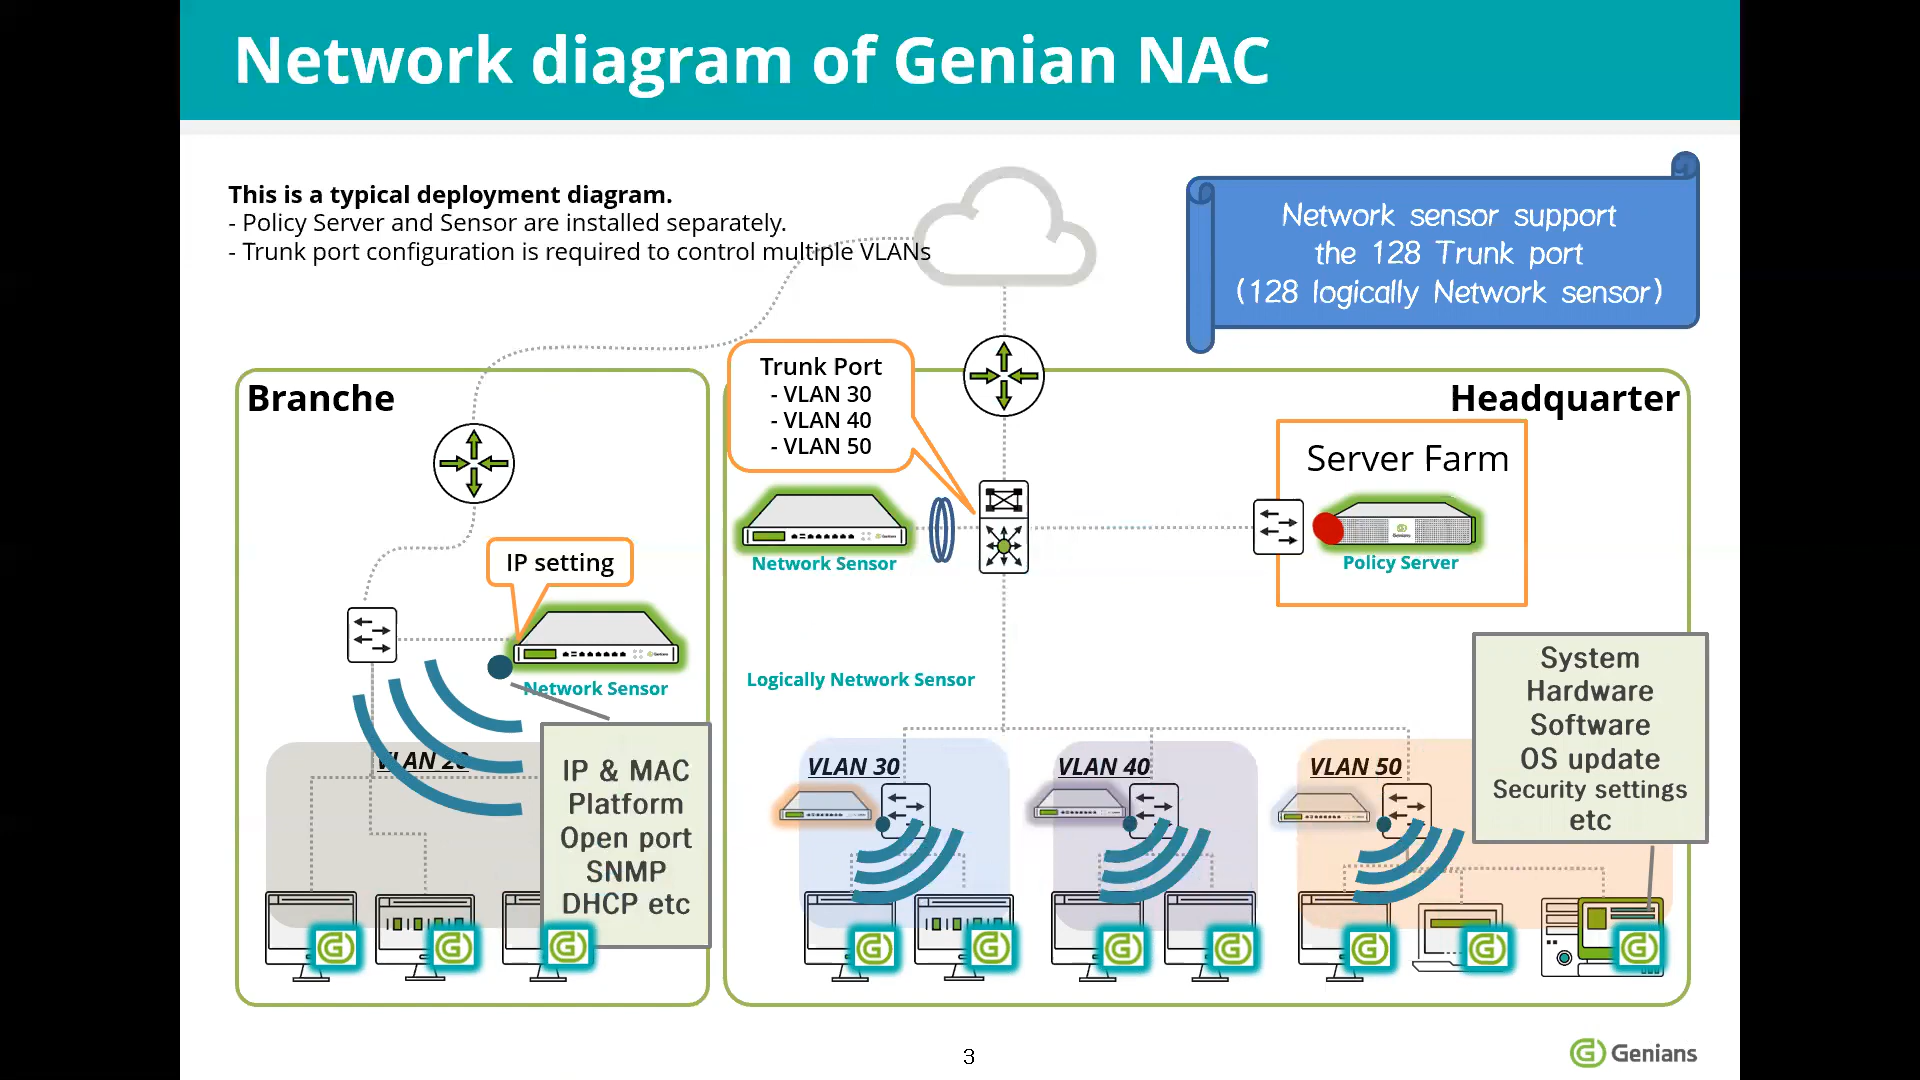 Network diagram of Genian NAC
This is a typical deployment diagram.
- Policy Server and Sensor are installed separately.
- Trunk port configuration is required to control multiple VLANs
Network sensor support
the 128 Trunk port
(128 logically Network sensor)
Branche
Trunk Port
- VLAN 30
- VLAN 40
- VLAN 50
Headquarter
Server Farm
Network Sensor
Policy Server
IP setting
Network Sensor
Logically Network Sensor
System
Hardware
Software
OS update
Security settings
etc
VLAN 20
IP & MAC
Platform
Open port
SNMP
DHCP etc
VLAN 30
VLAN 40
VLAN 50
3
Genians